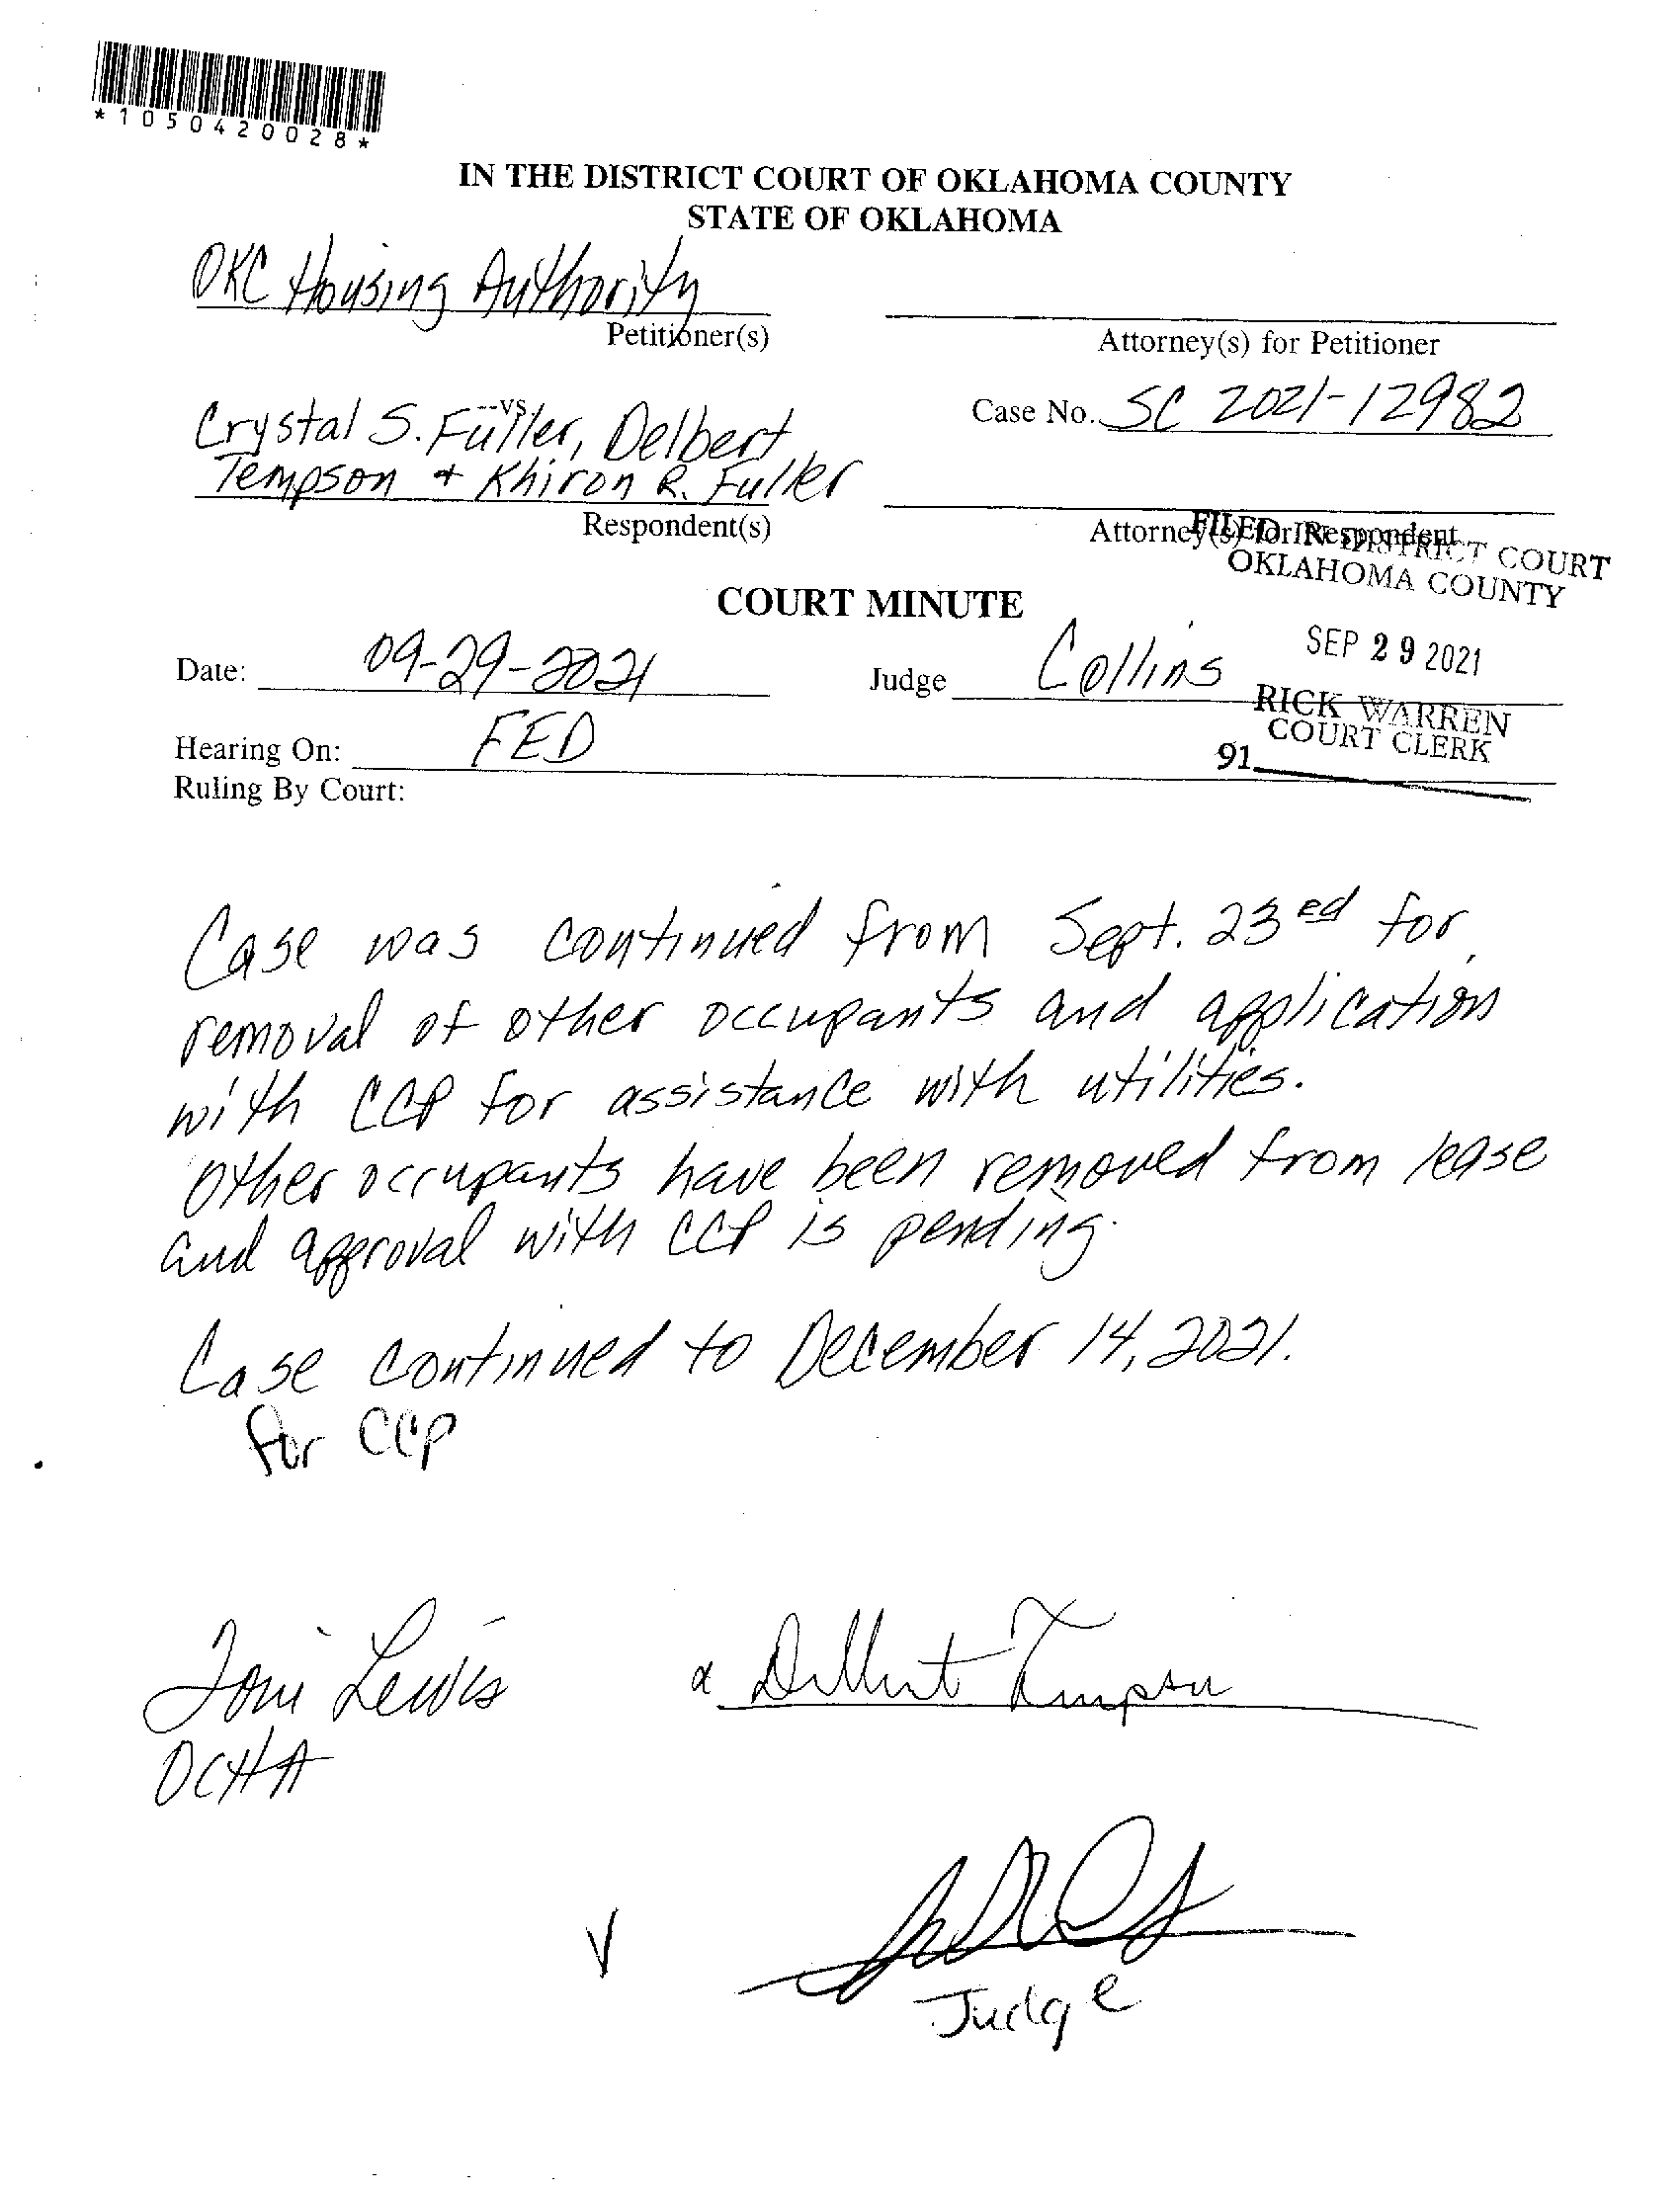 *1050420028*
IN THE DISTRICT COURT OF OKLAHOMA COUNTY
STATE OF OKLAHOMA
OKC Housing Authority
Petitioner(s)
Attorney(s) for Petitioner
--vs.
Crystal S. Fuller, Delbert
Tempson + Khiron R. Fuller
Case No. SC 2021-12982
Respondent(s)
Attorney(s) for Respondent
FILED IN DISTRICT COURT
OKLAHOMA COUNTY
COURT MINUTE
SEP 29 2021
Date: 09-29-2021
Judge Collins
RICK WARREN
COURT CLERK
91
Hearing On: FED
Ruling By Court:
Case was continued from Sept. 23ed for
removal of other occupants and application
with CCP for assistance with utilities.
Other occupants have been removed from lease
and approval with CCP is pending.
Case continued to December 14, 2021.
for CCP
Toni Lewis
x Delbert Tempson
OCHA
Judge